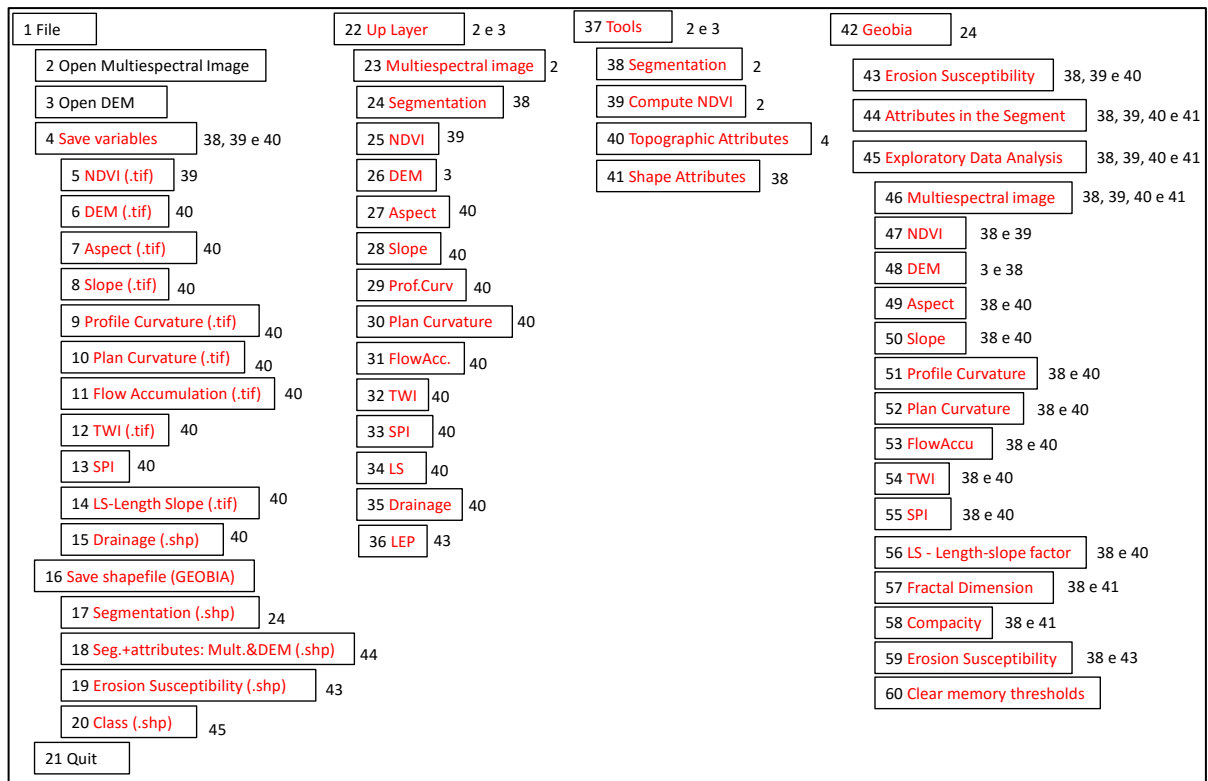 1 File
2 Open Multiespectral Image
3 Open DEM
4 Save variables 38, 39 e 40
5 NDVI (.tif) 39
6 DEM (.tif) 40
7 Aspect (.tif) 40
8 Slope (.tif) 40
9 Profile Curvature (.tif) 40
10 Plan Curvature (.tif) 40
11 Flow Accumulation (.tif) 40
12 TWI (.tif) 40
13 SPI 40
14 LS-Length Slope (.tif) 40
15 Drainage (.shp) 40
16 Save shapefile (GEOBIA)
17 Segmentation (.shp) 24
18 Seg.+attributes: Mult.&DEM (.shp) 44
19 Erosion Susceptibility (.shp) 43
20 Class (.shp) 45
21 Quit
22 Up Layer 2 e 3
23 Multiespectral image 2
24 Segmentation 38
25 NDVI 39
26 DEM 3
27 Aspect 40
28 Slope 40
29 Prof.Curv 40
30 Plan Curvature 40
31 FlowAcc. 40
32 TWI 40
33 SPI 40
34 LS 40
35 Drainage 40
36 LEP 43
37 Tools 2 e 3
38 Segmentation 2
39 Compute NDVI 2
40 Topographic Attributes 4
41 Shape Attributes 38
42 Geobia 24
43 Erosion Susceptibility 38, 39 e 40
44 Attributes in the Segment 38, 39, 40 e 41
45 Exploratory Data Analysis 38, 39, 40 e 41
46 Multiespectral image 38, 39, 40 e 41
47 NDVI 38 e 39
48 DEM 3 e 38
49 Aspect 38 e 40
50 Slope 38 e 40
51 Profile Curvature 38 e 40
52 Plan Curvature 38 e 40
53 FlowAccu 38 e 40
54 TWI 38 e 40
55 SPI 38 e 40
56 LS - Length-slope factor 38 e 40
57 Fractal Dimension 38 e 41
58 Compacity 38 e 41
59 Erosion Susceptibility 38 e 43
60 Clear memory thresholds